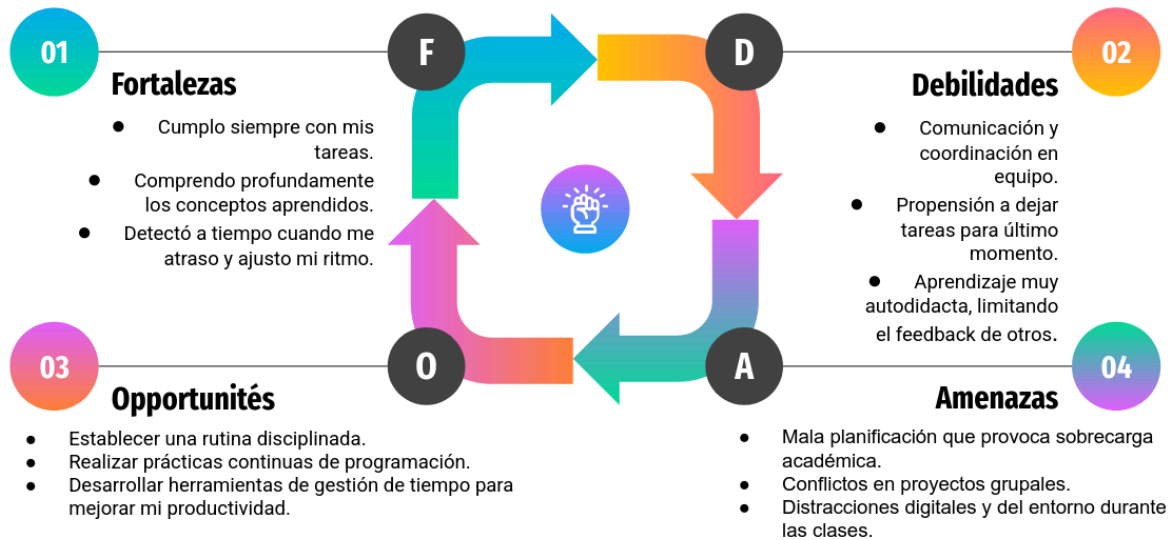 01
F
Fortalezas
● Cumplo siempre con mis
tareas.
● Comprendo profundamente
los conceptos aprendidos.
● Detectó a tiempo cuando me
atraso y ajusto mi ritmo.
D
02
Debilidades
● Comunicación y
coordinación en
equipo.
● Propensión a dejar
tareas para último
momento.
● Aprendizaje muy
autodidacta, limitando
el feedback de otros.
03
O
Opportunités
● Establecer una rutina disciplinada.
● Realizar prácticas continuas de programación.
● Desarrollar herramientas de gestión de tiempo para
mejorar mi productividad.
A
04
Amenazas
● Mala planificación que provoca sobrecarga
académica.
● Conflictos en proyectos grupales.
● Distracciones digitales y del entorno durante
las clases.